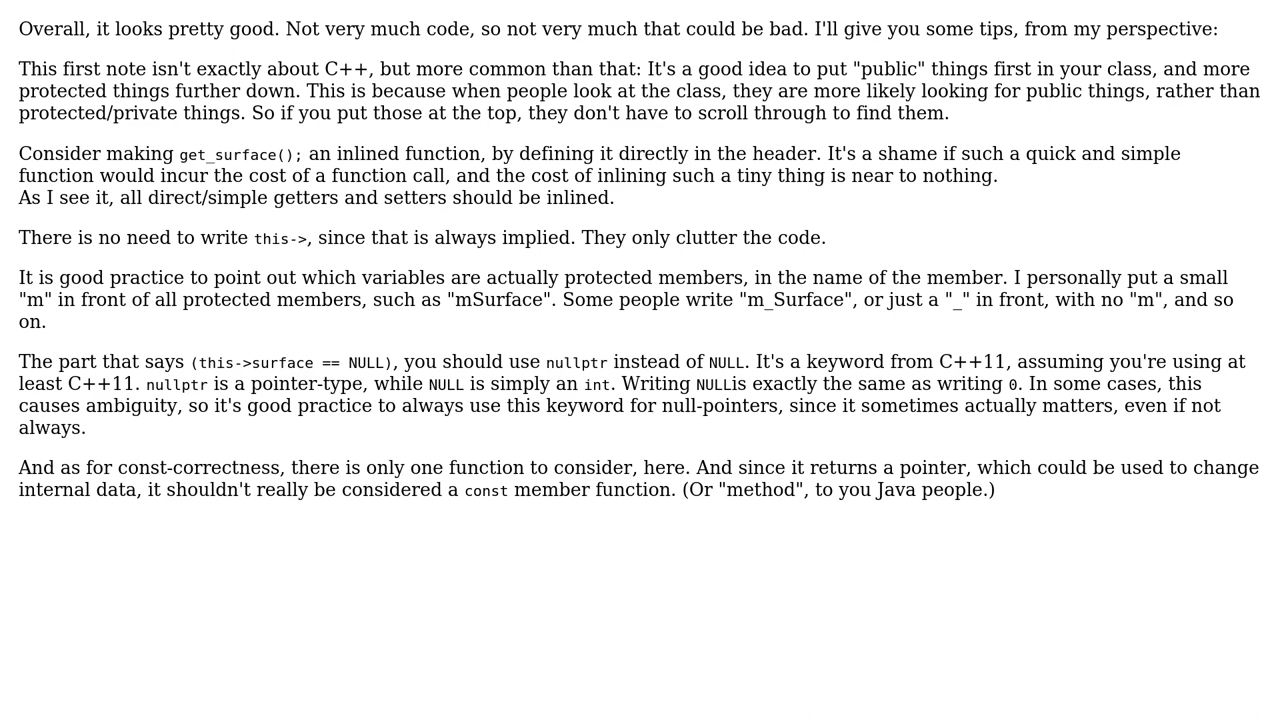 Overall, it looks pretty good. Not very much code, so not very much that could be bad. I'll give you some tips, from my perspective:
This first note isn't exactly about C++, but more common than that: It's a good idea to put "public" things first in your class, and more
protected things further down. This is because when people look at the class, they are more likely looking for public things, rather than
protected/private things. So if you put those at the top, they don't have to scroll through to find them.
Consider making get_surface(); an inlined function, by defining it directly in the header. It's a shame if such a quick and simple
function would incur the cost of a function call, and the cost of inlining such a tiny thing is near to nothing.
As I see it, all direct/simple getters and setters should be inlined.
There is no need to write this->, since that is always implied. They only clutter the code.
It is good practice to point out which variables are actually protected members, in the name of the member. I personally put a small
"m" in front of all protected members, such as "mSurface". Some people write "m_Surface", or just a "_" in front, with no "m", and so
on.
The part that says (this->surface == NULL), you should use nullptr instead of NULL. It's a keyword from C++11, assuming you're using at
least C++11. nullptr is a pointer-type, while NULL is simply an int. Writing NULLis exactly the same as writing 0. In some cases, this
causes ambiguity, so it's good practice to always use this keyword for null-pointers, since it sometimes actually matters, even if not
always.
And as for const-correctness, there is only one function to consider, here. And since it returns a pointer, which could be used to change
internal data, it shouldn't really be considered a const member function. (Or "method", to you Java people.)